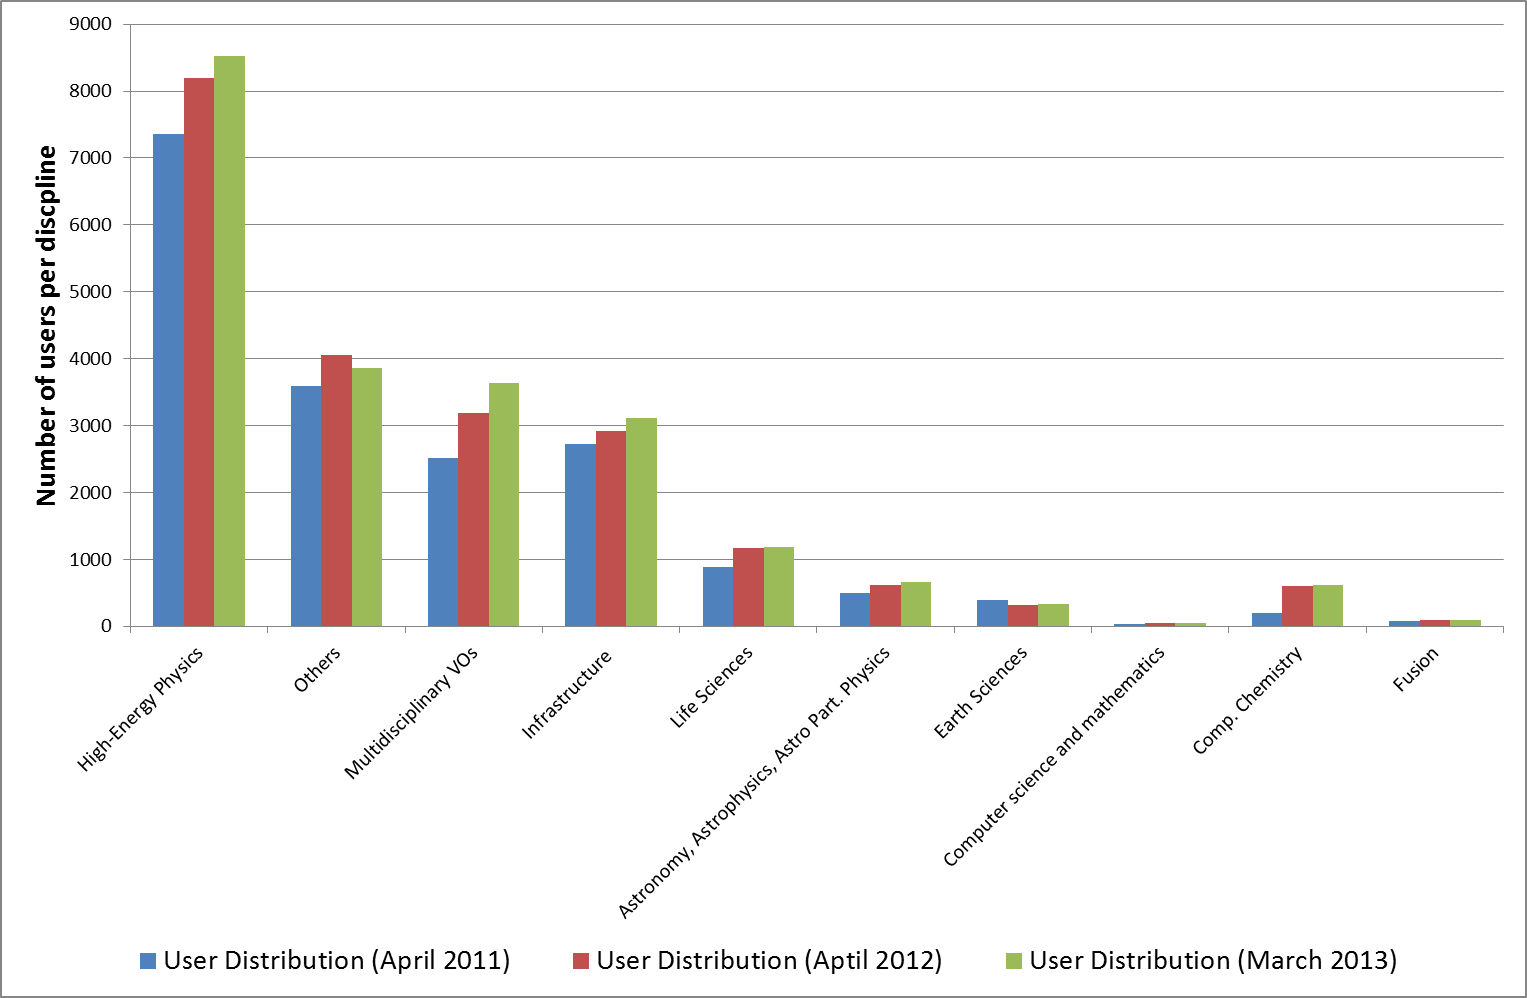 9000
8000
7000
6000
5000
4000
3000
2000
1000
0
Number of users per discpline
High-Energy Physics
Others
Multidisciplinary VOs
Infrastructure
Life Sciences
Astronomy, Astrophysics, Astro Part. Physics
Earth Sciences
Computer science and mathematics
Comp. Chemistry
Fusion
User Distribution (April 2011)
User Distribution (Aptil 2012)
User Distribution (March 2013)